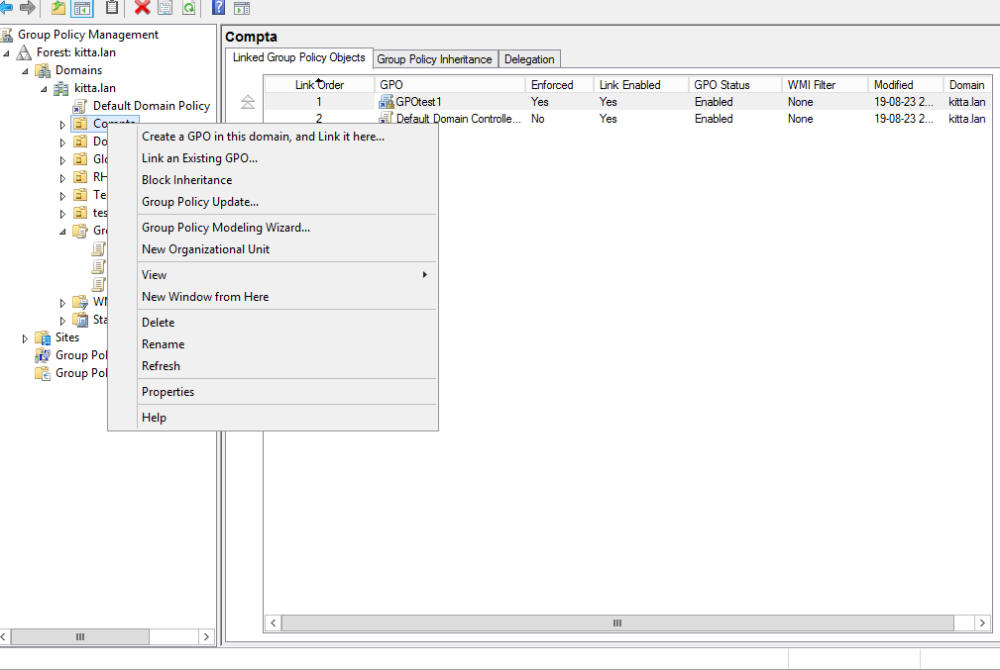 Group Policy Management
Forest: kitta.lan
Domains
kitta.lan
Default Domain Policy
Compta
Do
Glo
RH
Te
tes
Gro
WM
Sta
Sites
Group Pol
Group Pol
Create a GPO in this domain, and Link it here...
Link an Existing GPO...
Block Inheritance
Group Policy Update...
Group Policy Modeling Wizard...
New Organizational Unit
View
New Window from Here
Delete
Rename
Refresh
Properties
Help
Compta
Linked Group Policy Objects Group Policy Inheritance Delegation
Link Order GPO Enforced Link Enabled GPO Status WMI Filter Modified Domain
1 GPOtest1 Yes Yes Enabled None 19-08-23 2... kitta.lan
2 Default Domain Controlle... No Yes Enabled None 19-08-23 2... kitta.lan